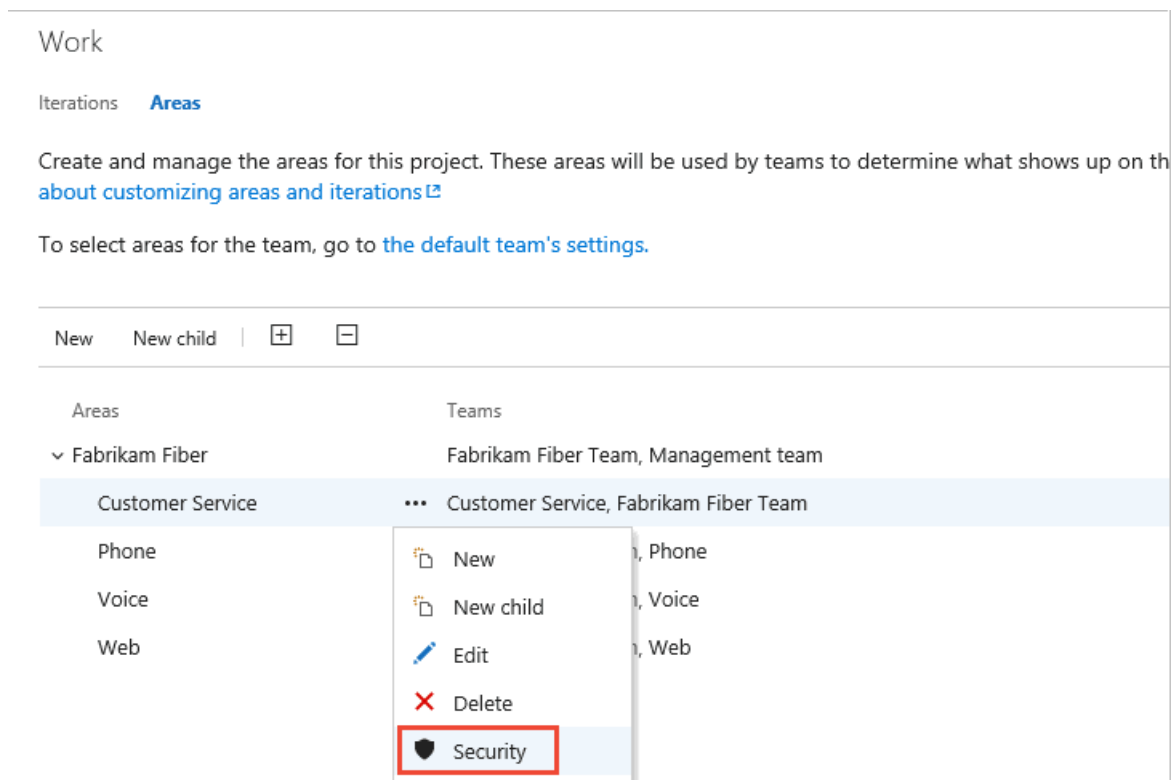 Work
Iterations Areas
Create and manage the areas for this project. These areas will be used by teams to determine what shows up on th
about customizing areas and iterations
To select areas for the team, go to the default team's settings.
New New child
Areas Teams
Fabrikam Fiber Fabrikam Fiber Team, Management team
Customer Service ••• Customer Service, Fabrikam Fiber Team
Phone , Phone
New
Voice , Voice
New child
Web , Web
Edit
Delete
Security